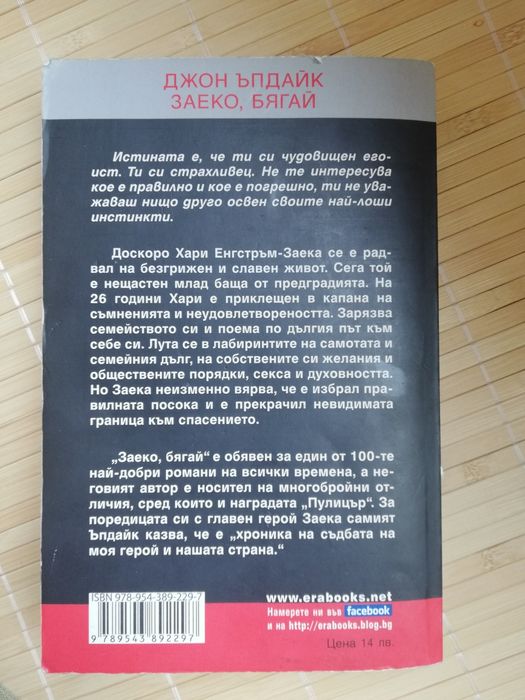 ДЖОН ЪПДАЙК
ЗАЕКО, БЯГАЙ
Истината е, че ти си чудовищен его-
ист. Ти си страхливец. Не те интересува
кое е правилно и кое е погрешно, ти не ува-
жаваш нищо друго освен своите най-лоши
инстинкти.
Доскоро Хари Енгстръм-Заека се е рад-
вал на безгрижен и славен живот. Сега той
е нещастен млад баща от предградията. На
26 години Хари е приклещен в капана на
съмненията и неудовлетвореността. Зарязва
семейството си и поема по дългия път към
себе си. Лута се в лабиринтите на самотата и
семейния дълг, на собствените си желания и
обществените порядки, секса и духовността.
Но Заека неизменно вярва, че е избрал пра-
вилната посока и е прекрачил невидимата
граница към спасението.
„Заеко, бягай“ е обявен за един от 100-те
най-добри романи на всички времена, а не-
говият автор е носител на многобройни от-
личия, сред които и наградата „Пулицър“. За
поредицата си с главен герой Заека самият
Ъпдайк казва, че е „хроника на съдбата на
моя герой и нашата страна.“
ISBN 978-954-389-229-7
9 789543 892297
www.erabooks.net
Намерете ни във facebook
и на http://erabooks.blog.bg
Цена 14 лв.